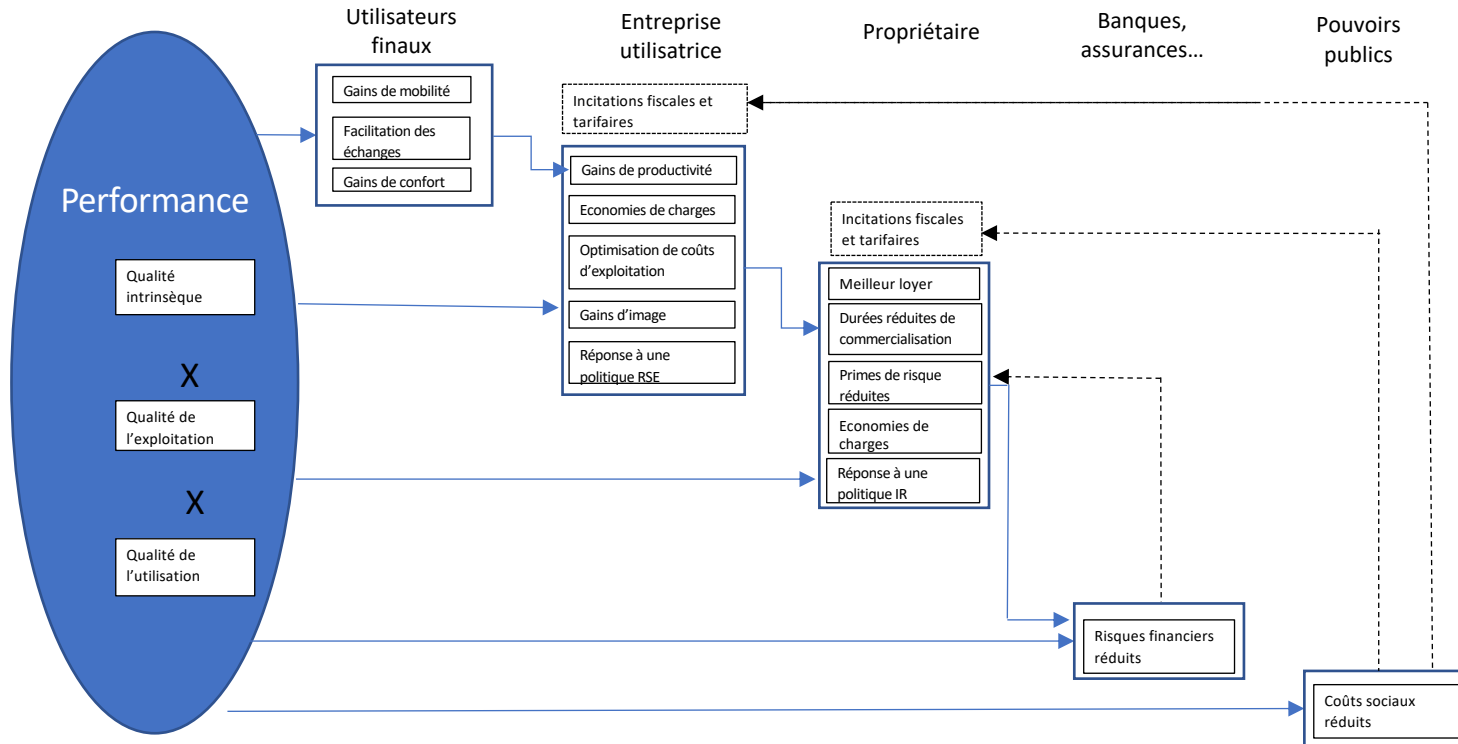 Utilisateurs
finaux
Entreprise
utilisatrice
Propriétaire
Banques,
assurances…
Pouvoirs
publics
Performance
Qualité
intrinsèque
X
Qualité de
l’exploitation
X
Qualité de
l’utilisation
Gains de mobilité
Facilitation des
échanges
Gains de confort
Incitations fiscales et
tarifaires
Gains de productivité
Economies de charges
Optimisation de coûts
d’exploitation
Gains d’image
Réponse à une
politique RSE
Incitations fiscales
et tarifaires
Meilleur loyer
Durées réduites de
commercialisation
Primes de risque
réduites
Economies de
charges
Réponse à une
politique IR
Risques financiers
réduits
Coûts sociaux
réduits